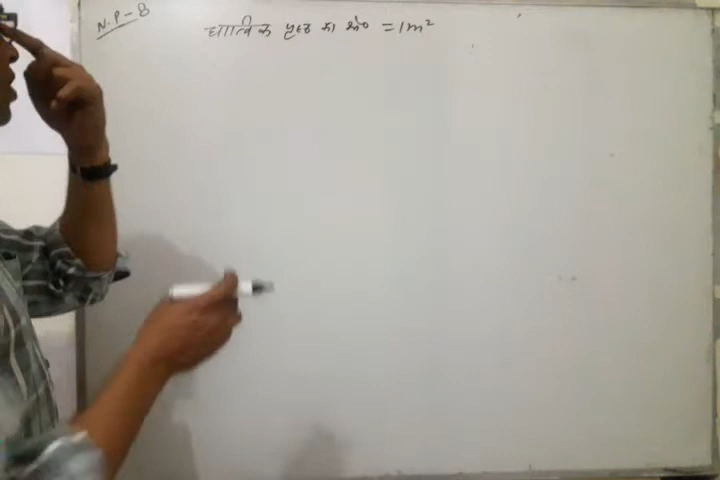 N.P-8
धात्विक पृष्ठ का क्षे० = 1m²